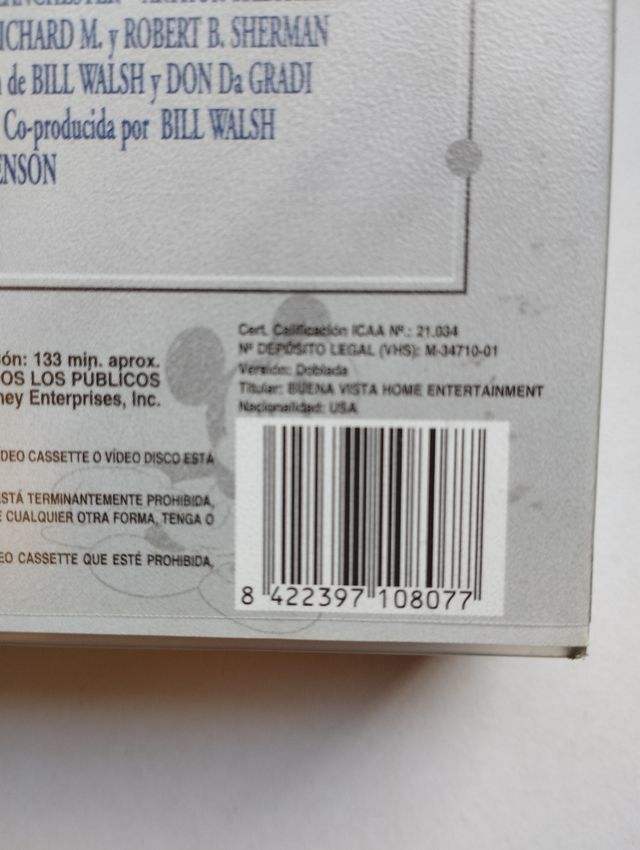 ICHARD M. y ROBERT B. SHERMAN
de BILL WALSH y DON Da GRADI
Co-producida por BILL WALSH
ENSON
ón: 133 min. aprox.
OS LOS PÚBLICOS
ney Enterprises, Inc.
DEO CASSETTE O VÍDEO DISCO ESTÁ
STÁ TERMINANTEMENTE PROHIBIDA,
E CUALQUIER OTRA FORMA, TENGA O
EO CASSETTE QUE ESTÉ PROHIBIDA,
Cert. Calificación ICAA Nº.: 21.034
Nº DEPÓSITO LEGAL (VHS): M-34710-01
Versión: Doblada
Titular: BUENA VISTA HOME ENTERTAINMENT
Nacionalidad: USA
8 422397 108077